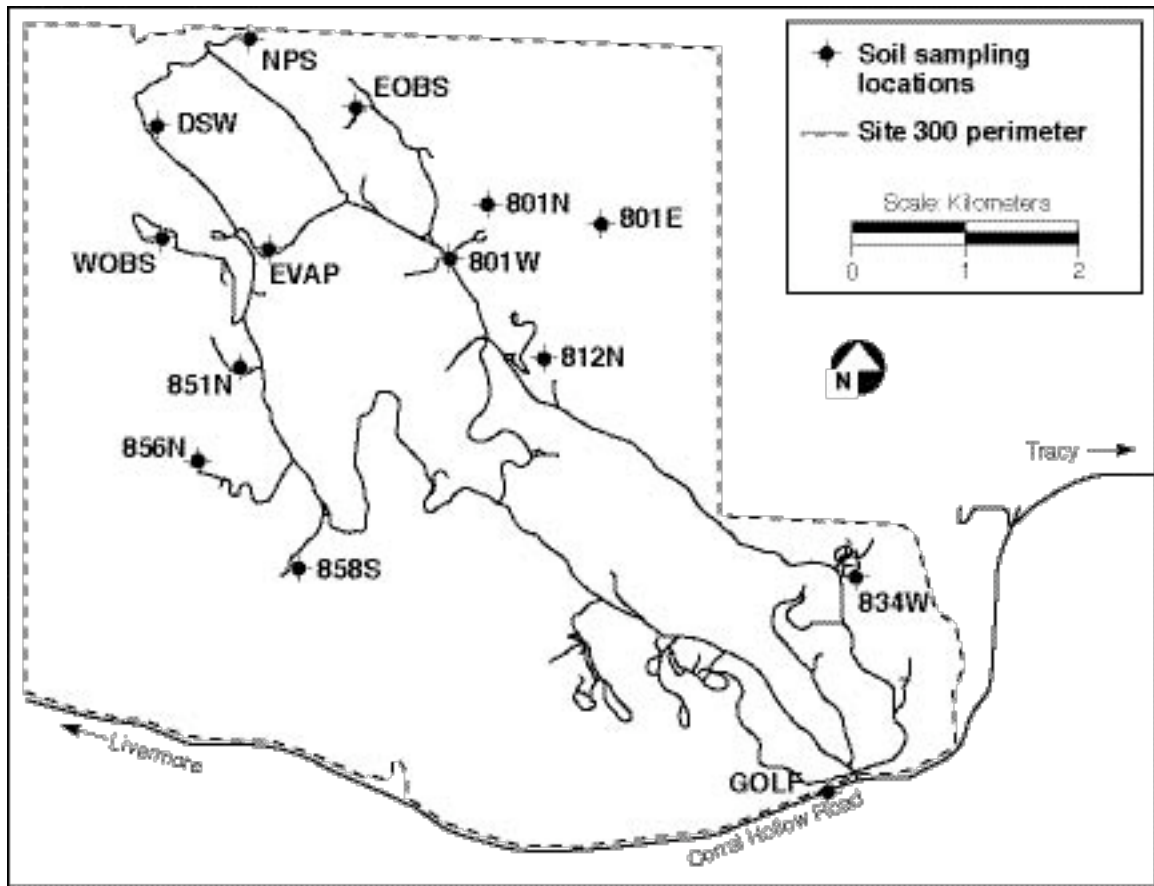 NPS
EOBS
DSW
801N
801E
WOBS
EVAP
801W
812N
851N
856N
858S
834W
GOLF
Soil sampling
locations
Site 300 perimeter
Scale: Kilometers
0 1 2
N
Tracy
Livermore
Corral Hollow Road